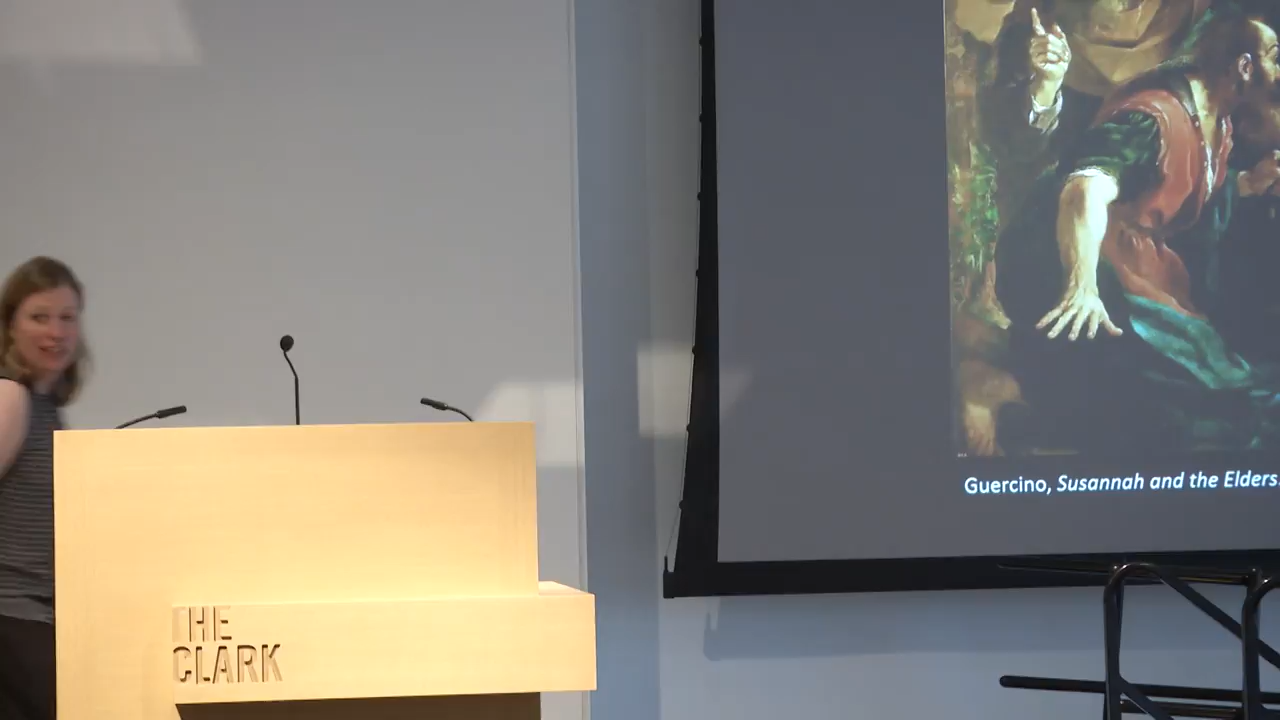 Guercino, Susannah and the Elders.
THE
CLARK